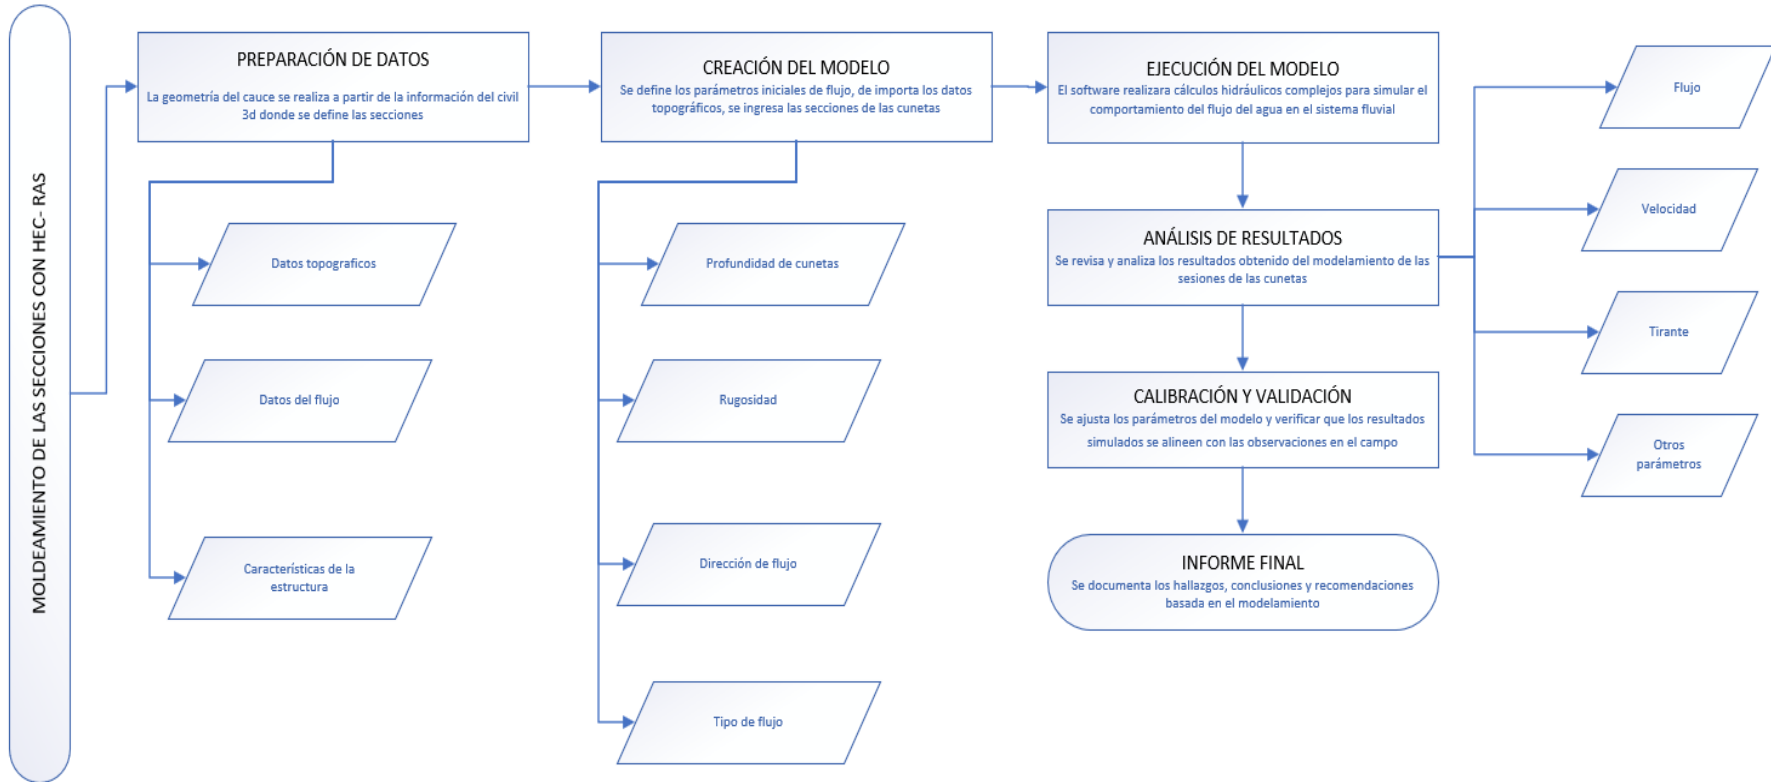 MOLDEAMIENTO DE LAS SECCIONES CON HEC- RAS
PREPARACIÓN DE DATOS
La geometría del cauce se realiza a partir de la información del civil
3d donde se define las secciones
Datos topograficos
Datos del flujo
Características de la
estructura
CREACIÓN DEL MODELO
Se define los parámetros iniciales de flujo, de importa los datos
topográficos, se ingresa las secciones de las cunetas
Profundidad de cunetas
Rugosidad
Dirección de flujo
Tipo de flujo
EJECUCIÓN DEL MODELO
El software realizara cálculos hidráulicos complejos para simular el
comportamiento del flujo del agua en el sistema fluvial
ANÁLISIS DE RESULTADOS
Se revisa y analiza los resultados obtenido del modelamiento de las
sesiones de las cunetas
CALIBRACIÓN Y VALIDACIÓN
Se ajusta los parámetros del modelo y verificar que los resultados
simulados se alineen con las observaciones en el campo
INFORME FINAL
Se documenta los hallazgos, conclusiones y recomendaciones
basada en el modelamiento
Flujo
Velocidad
Tirante
Otros
parámetros